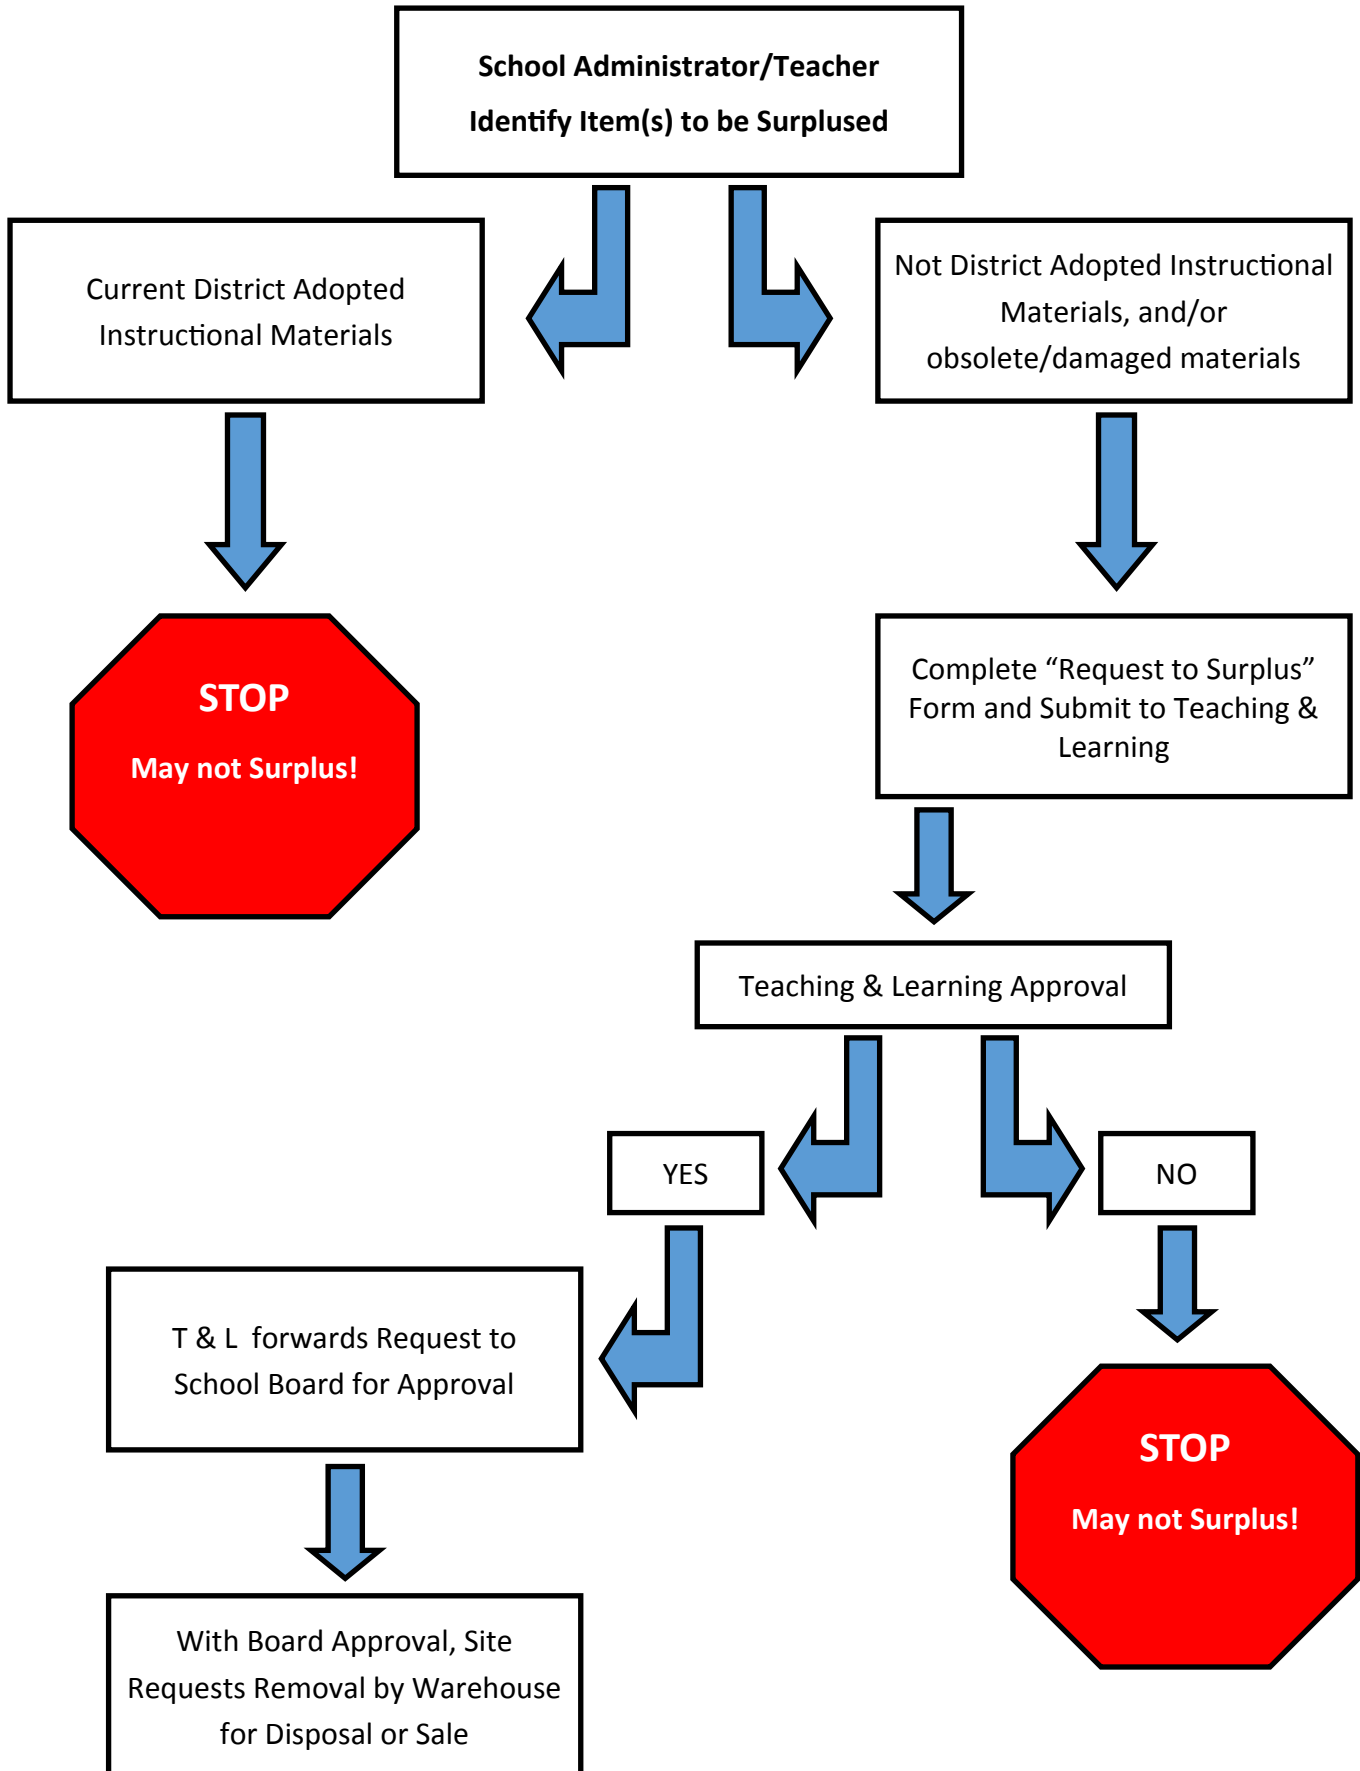 School Administrator/Teacher
Identify Item(s) to be Surplused
Current District Adopted
Instructional Materials
Not District Adopted Instructional
Materials, and/or
obsolete/damaged materials
STOP
May not Surplus!
Complete “Request to Surplus”
Form and Submit to Teaching &
Learning
Teaching & Learning Approval
YES
NO
T & L  forwards Request to
School Board for Approval
STOP
May not Surplus!
With Board Approval, Site
Requests Removal by Warehouse
for Disposal or Sale